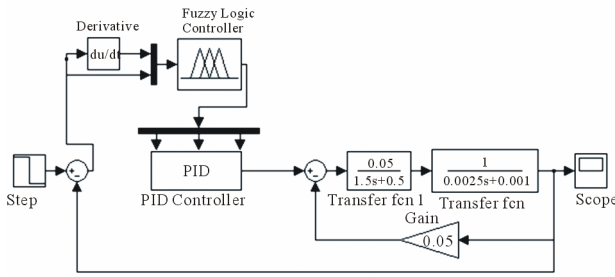 Fuzzy Logic
Controller
Derivative
du/dt
Step
+
-
PID
PID Controller
+
-
0.05
1.5s+0.5
Transfer fcn 1
1
0.0025s+0.001
Transfer fcn
Scope
Gain
0.05